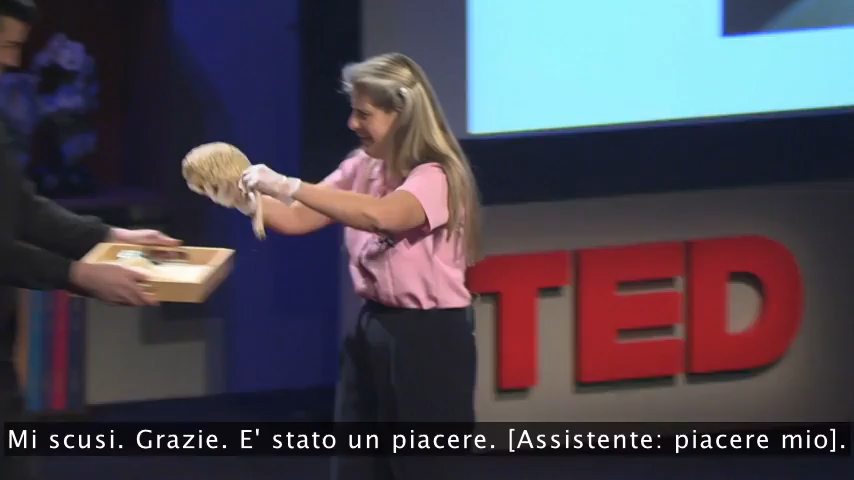 TED
Mi scusi. Grazie. E' stato un piacere. [Assistente: piacere mio].